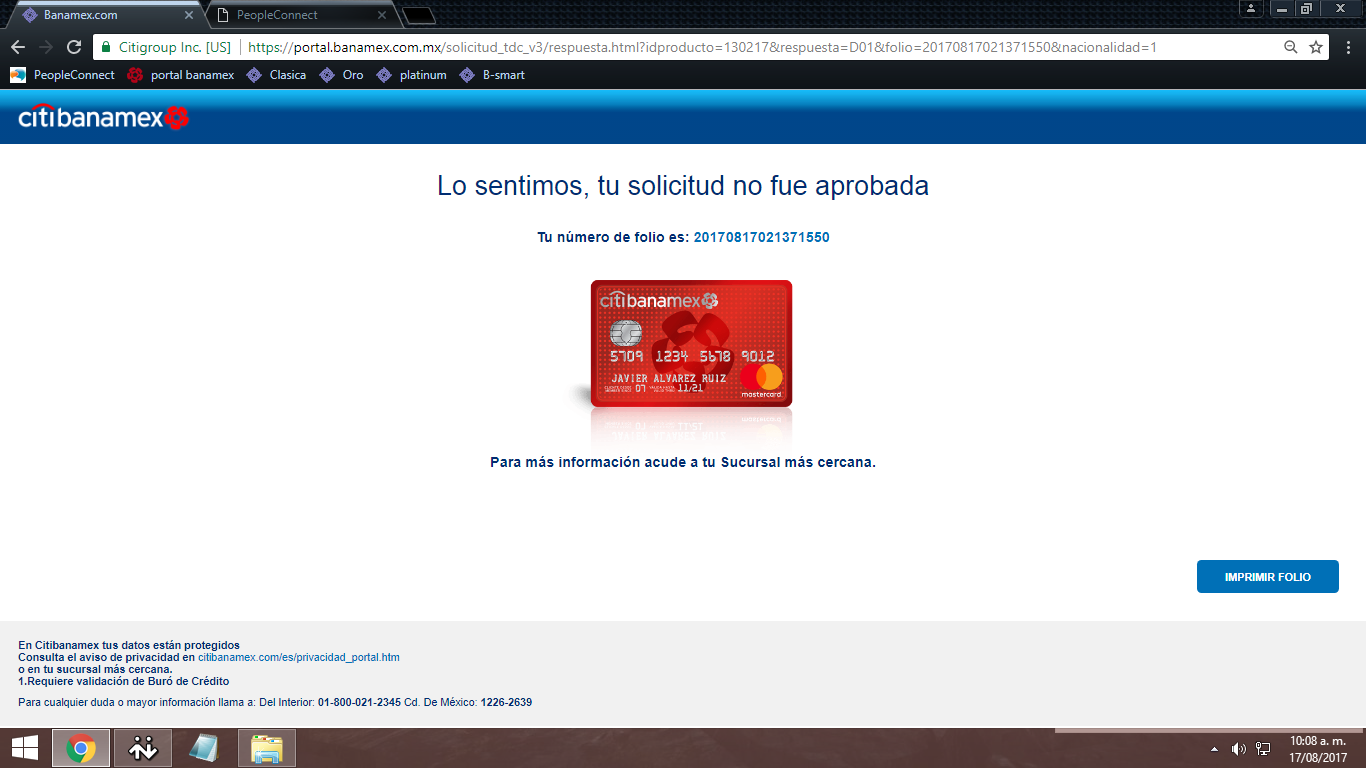 Banamex.com
PeopleConnect
Citigroup Inc. [US]
https://portal.banamex.com.mx/solicitud_tdc_v3/respuesta.html?idproducto=130217&respuesta=D01&folio=20170817021371550&nacionalidad=1
PeopleConnect portal banamex Clasica Oro platinum B-smart
citibanamex
Lo sentimos, tu solicitud no fue aprobada
Tu número de folio es: 20170817021371550
citibanamex
5709 1234 5678 9012
JAVIER ALVAREZ RUIZ
07 11/21
mastercard
Para más información acude a tu Sucursal más cercana.
IMPRIMIR FOLIO
En Citibanamex tus datos están protegidos
Consulta el aviso de privacidad en citibanamex.com/es/privacidad_portal.htm
o en tu sucursal más cercana.
1.Requiere validación de Buró de Crédito
Para cualquier duda o mayor información llama a: Del Interior: 01-800-021-2345 Cd. De México: 1226-2639
10:08 a. m.
17/08/2017